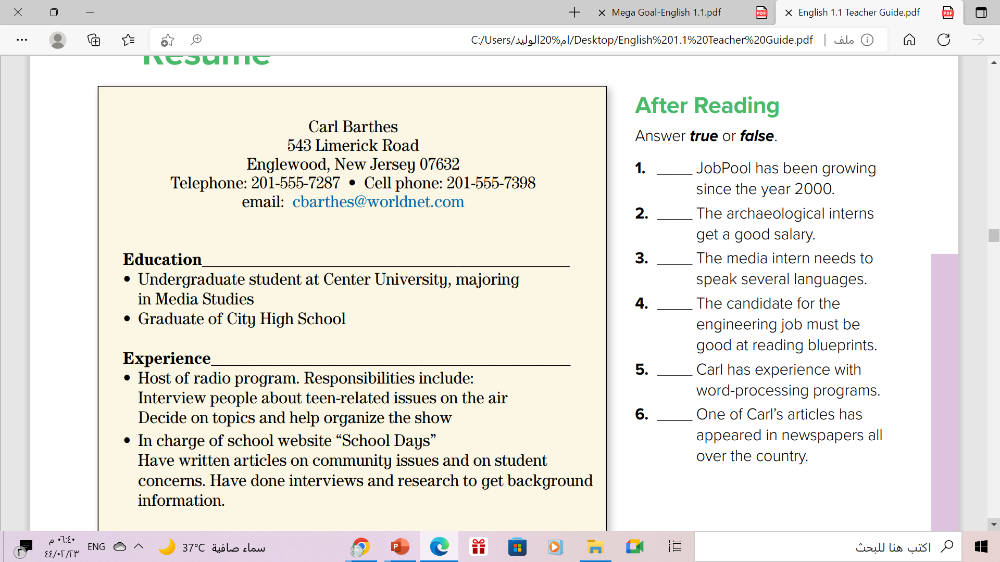 Mega Goal-English 1.1.pdf
English 1.1 Teacher Guide.pdf
C:/Users/ام%20الوليد/Desktop/English%201.1%20Teacher%20Guide.pdf
ملف
Resume
Carl Barthes
543 Limerick Road
Englewood, New Jersey 07632
Telephone: 201-555-7287 • Cell phone: 201-555-7398
email: cbarthes@worldnet.com
Education
• Undergraduate student at Center University, majoring
in Media Studies
• Graduate of City High School
Experience
• Host of radio program. Responsibilities include:
Interview people about teen-related issues on the air
Decide on topics and help organize the show
• In charge of school website “School Days”
Have written articles on community issues and on student
concerns. Have done interviews and research to get background
information.
After Reading
Answer true or false.
1. _____ JobPool has been growing
since the year 2000.
2. _____ The archaeological interns
get a good salary.
3. _____ The media intern needs to
speak several languages.
4. _____ The candidate for the
engineering job must be
good at reading blueprints.
5. _____ Carl has experience with
word-processing programs.
6. _____ One of Carl’s articles has
appeared in newspapers all
over the country.
٠٦:٤٠ م
٤٤/٠٢/٢٣
٢
ENG
37°C سماء صافية
اكتب هنا للبحث